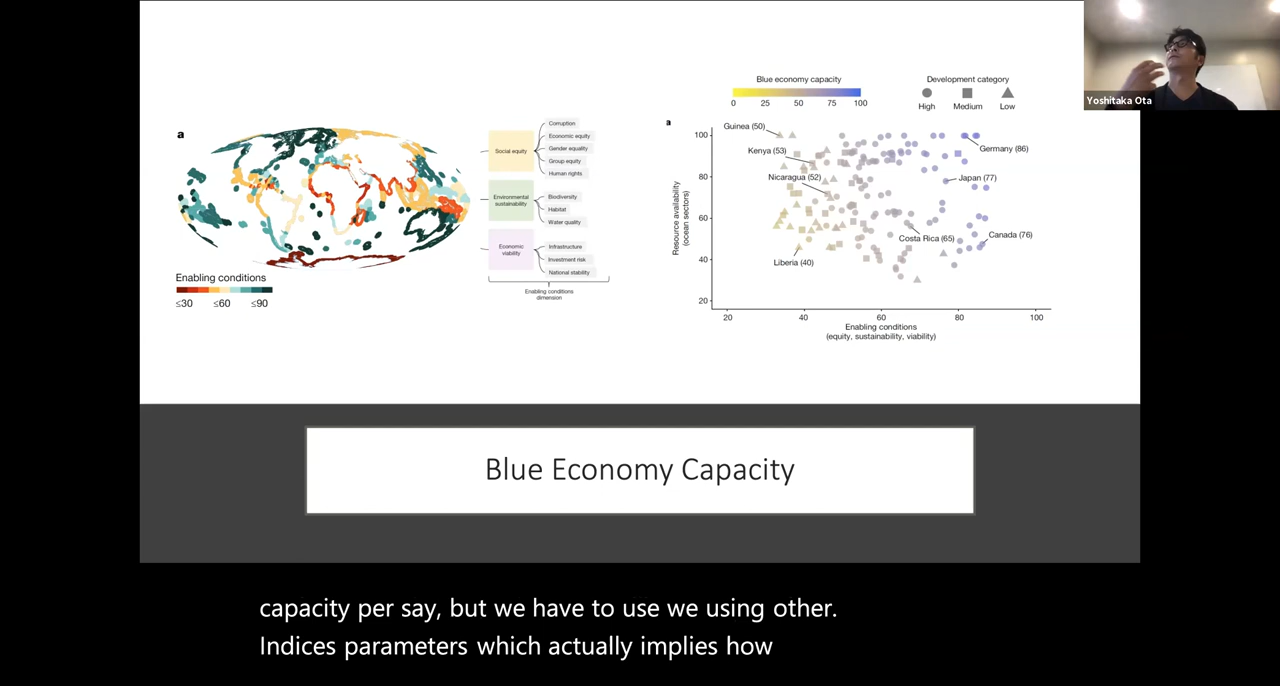 Yoshitaka Ota
a
Enabling conditions
≤30 ≤60 ≤90
Social equity
Corruption
Economic equity
Gender equality
Group equity
Human rights
Environmental
sustainability
Biodiversity
Habitat
Water quality
Economic
viability
Infrastructure
Investment risk
National stability
Enabling conditions
dimension
Blue economy capacity
0 25 50 75 100
Development category
High Medium Low
a
Resource availability
(ocean sectors)
100
80
60
40
20
Guinea (50)
Kenya (53)
Nicaragua (52)
Liberia (40)
Germany (86)
Japan (77)
Costa Rica (65)
Canada (76)
20 40 60 80 100
Enabling conditions
(equity, sustainability, viability)
Blue Economy Capacity
capacity per say, but we have to use we using other.
Indices parameters which actually implies how